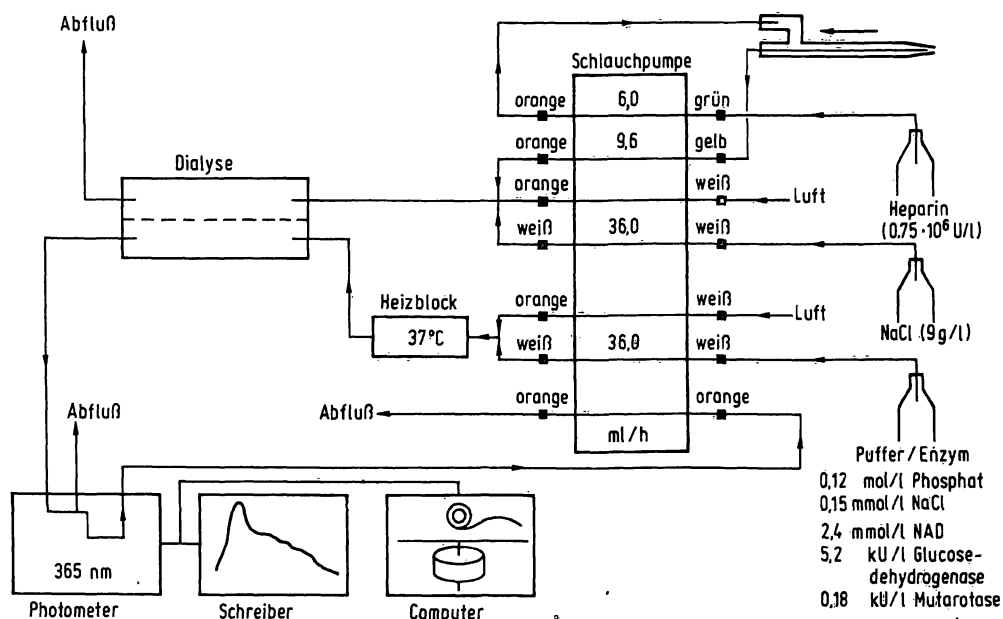 Abfluß
Schlauchpumpe
orange 6,0 grün
orange 9,6 gelb
Dialyse
orange weiß
Luft
weiß 36,0 weiß
Heparin
(0.75·10⁶ U/l)
Heizblock
37°C
orange weiß
Luft
weiß 36,0 weiß
NaCl (9g/l)
Abfluß
Abfluß
orange orange
ml/h
Puffer/Enzym
0,12 mol/l Phosphat
0,15 mmol/l NaCl
2,4 mmol/l NAD
5,2 kU/l Glucose-
dehydrogenase
0,18 kU/l Mutarotase
365 nm
Photometer
Schreiber
Computer